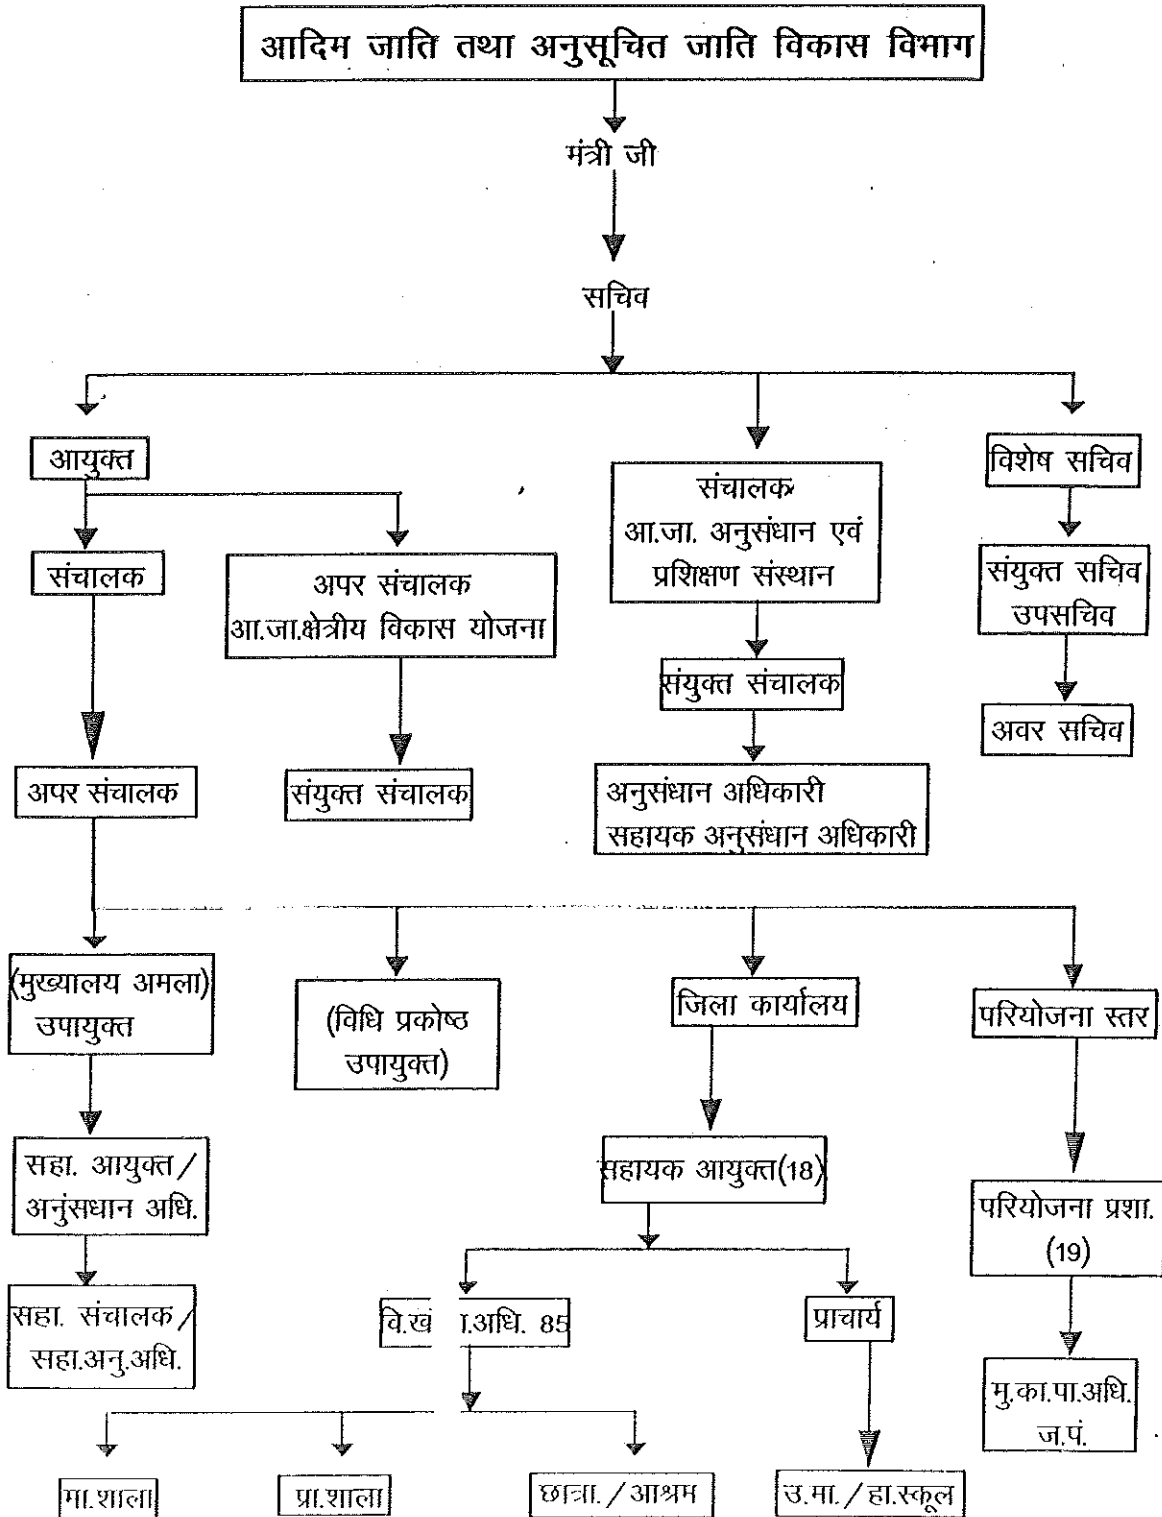 आदिम जाति तथा अनुसूचित जाति विकास विभाग
मंत्री जी
सचिव
आयुक्त
विशेष सचिव
संचालक
आ.जा. अनुसंधान एवं
प्रशिक्षण संस्थान
संचालक
अपर संचालक
आ.जा.क्षेत्रीय विकास योजना
संयुक्त सचिव
उपसचिव
संयुक्त संचालक
अवर सचिव
अपर संचालक
संयुक्त संचालक
अनुसंधान अधिकारी
सहायक अनुसंधान अधिकारी
(मुख्यालय अमला)
उपायुक्त
(विधि प्रकोष्ठ
उपायुक्त)
जिला कार्यालय
परियोजना स्तर
सहा. आयुक्त/
अनुंसधान अधि.
सहायक आयुक्त(18)
परियोजना प्रशा.
(19)
सहा. संचालक/
सहा.अनु.अधि.
वि.ख .अधि. 85
प्राचार्य
मु.का.पा.अधि.
ज.पं.
मा.शाला
प्रा.शाला
छात्रा./आश्रम
उ.मा./हा.स्कूल